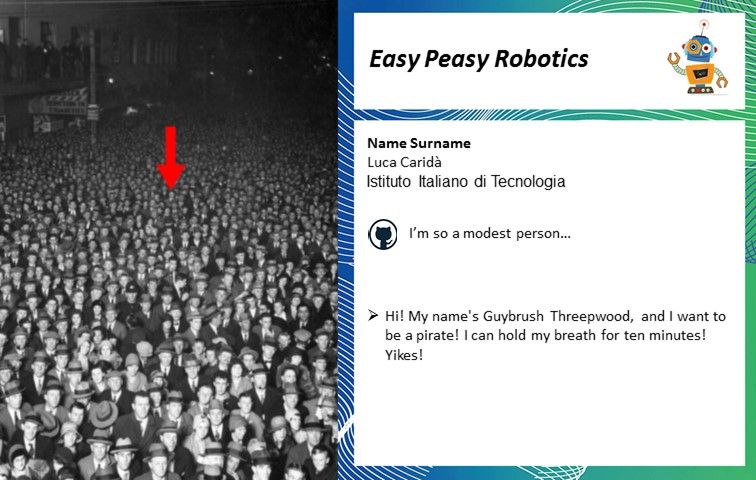 Easy Peasy Robotics
Name Surname
Luca Caridà
Istituto Italiano di Tecnologia
I'm so a modest person...
➢ Hi! My name's Guybrush Threepwood, and I want to
be a pirate! I can hold my breath for ten minutes!
Yikes!